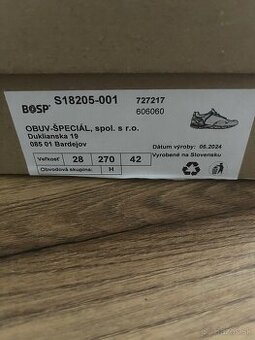 BOSP S18205-001 727217
606060
OBUV-ŠPECIÁL, spol. s r.o.
Duklianska 19
085 01 Bardejov
Dátum výroby: 06.2024
Veľkosť: 28 270 42 Vyrobené na Slovensku
Obvodová skupina: H